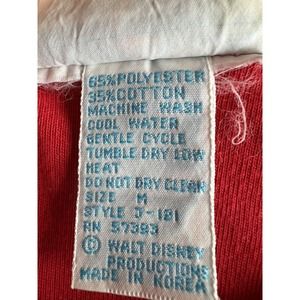 65%POLYESTER
35%COTTON
MACHINE WASH
COOL WATER
GENTLE CYCLE
TUMBLE DRY LOW
HEAT
DO NOT DRY CLEAN
SIZE M
STYLE J-181
RN 57393
© WALT DISNEY
PRODUCTIONS
MADE IN KOREA